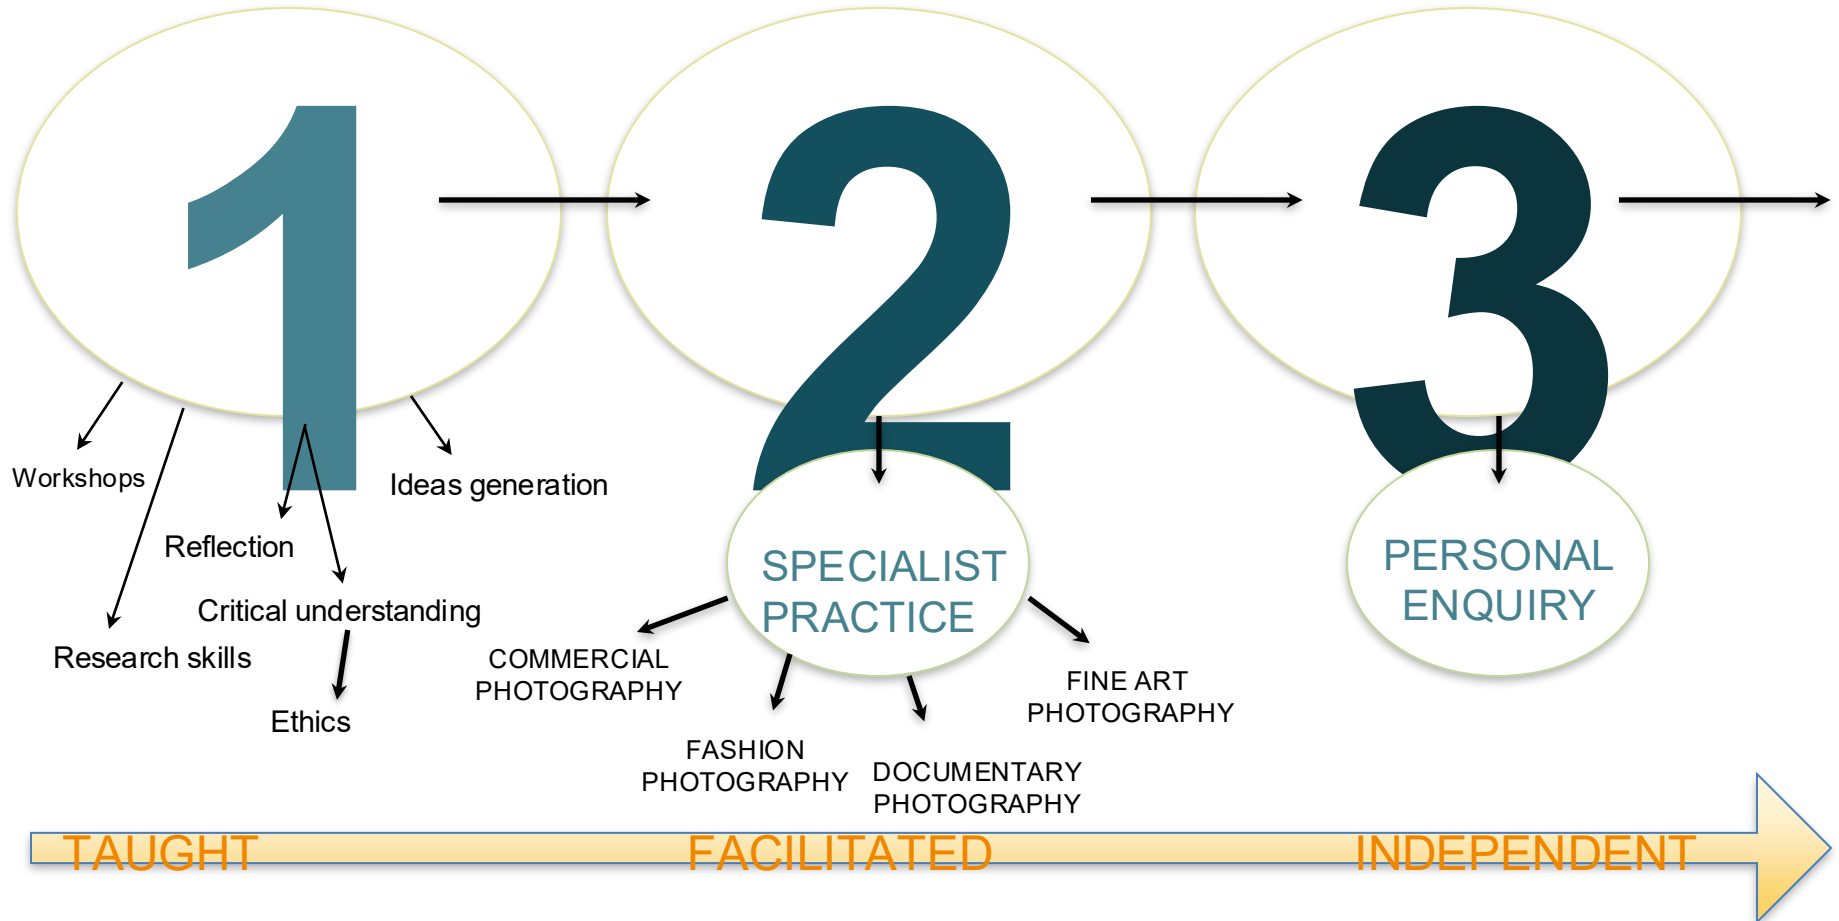 1
2
3
Workshops
Ideas generation
Reflection
Critical understanding
Research skills
Ethics
SPECIALIST
PRACTICE
COMMERCIAL
PHOTOGRAPHY
FASHION
PHOTOGRAPHY
DOCUMENTARY
PHOTOGRAPHY
FINE ART
PHOTOGRAPHY
PERSONAL
ENQUIRY
TAUGHT
FACILITATED
INDEPENDENT